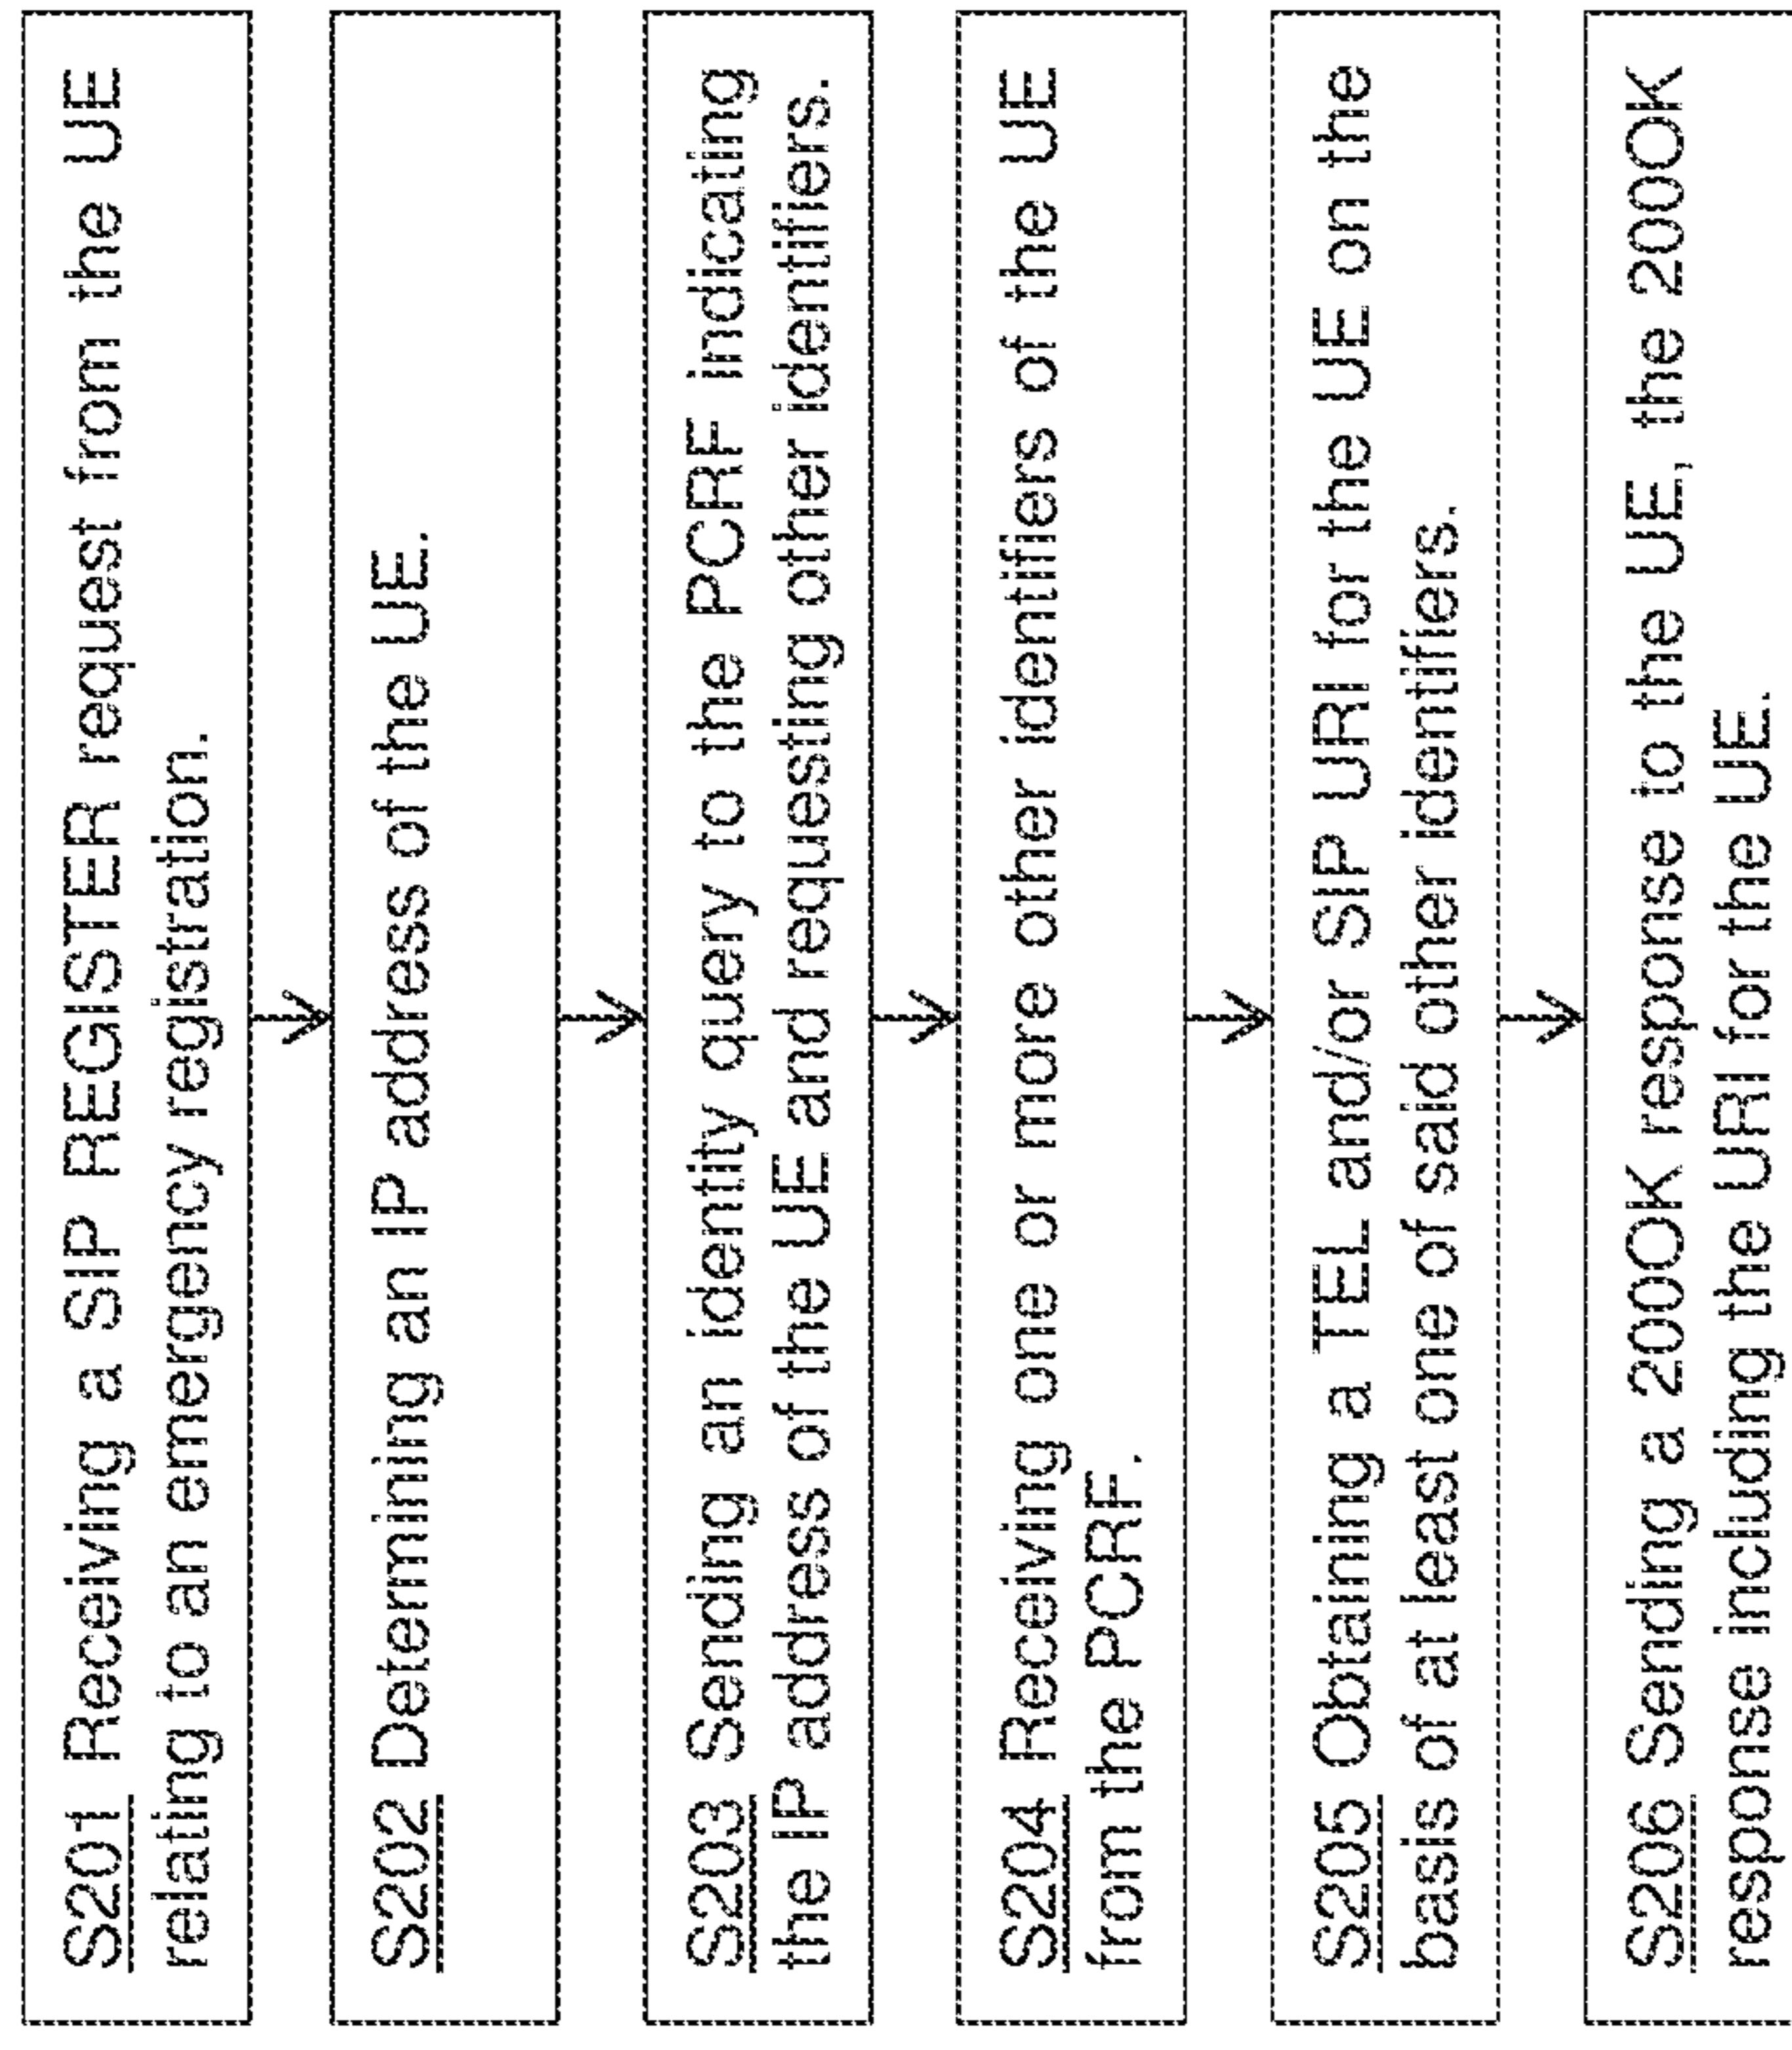 S201 Receiving a SIP REGISTER request from the UE
relating to an emergency registration.
S202 Determining an IP address of the UE.
S203 Sending an identity query to the PCRF indicating
the IP address of the UE and requesting other identifiers.
S204 Receiving one or more other identifiers of the UE
from the PCRF.
S205 Obtaining a TEL and/or SIP URI for the UE on the
basis of at least one of said other identifiers.
S206 Sending a 200OK response to the UE, the 200OK
response including the URI for the UE.